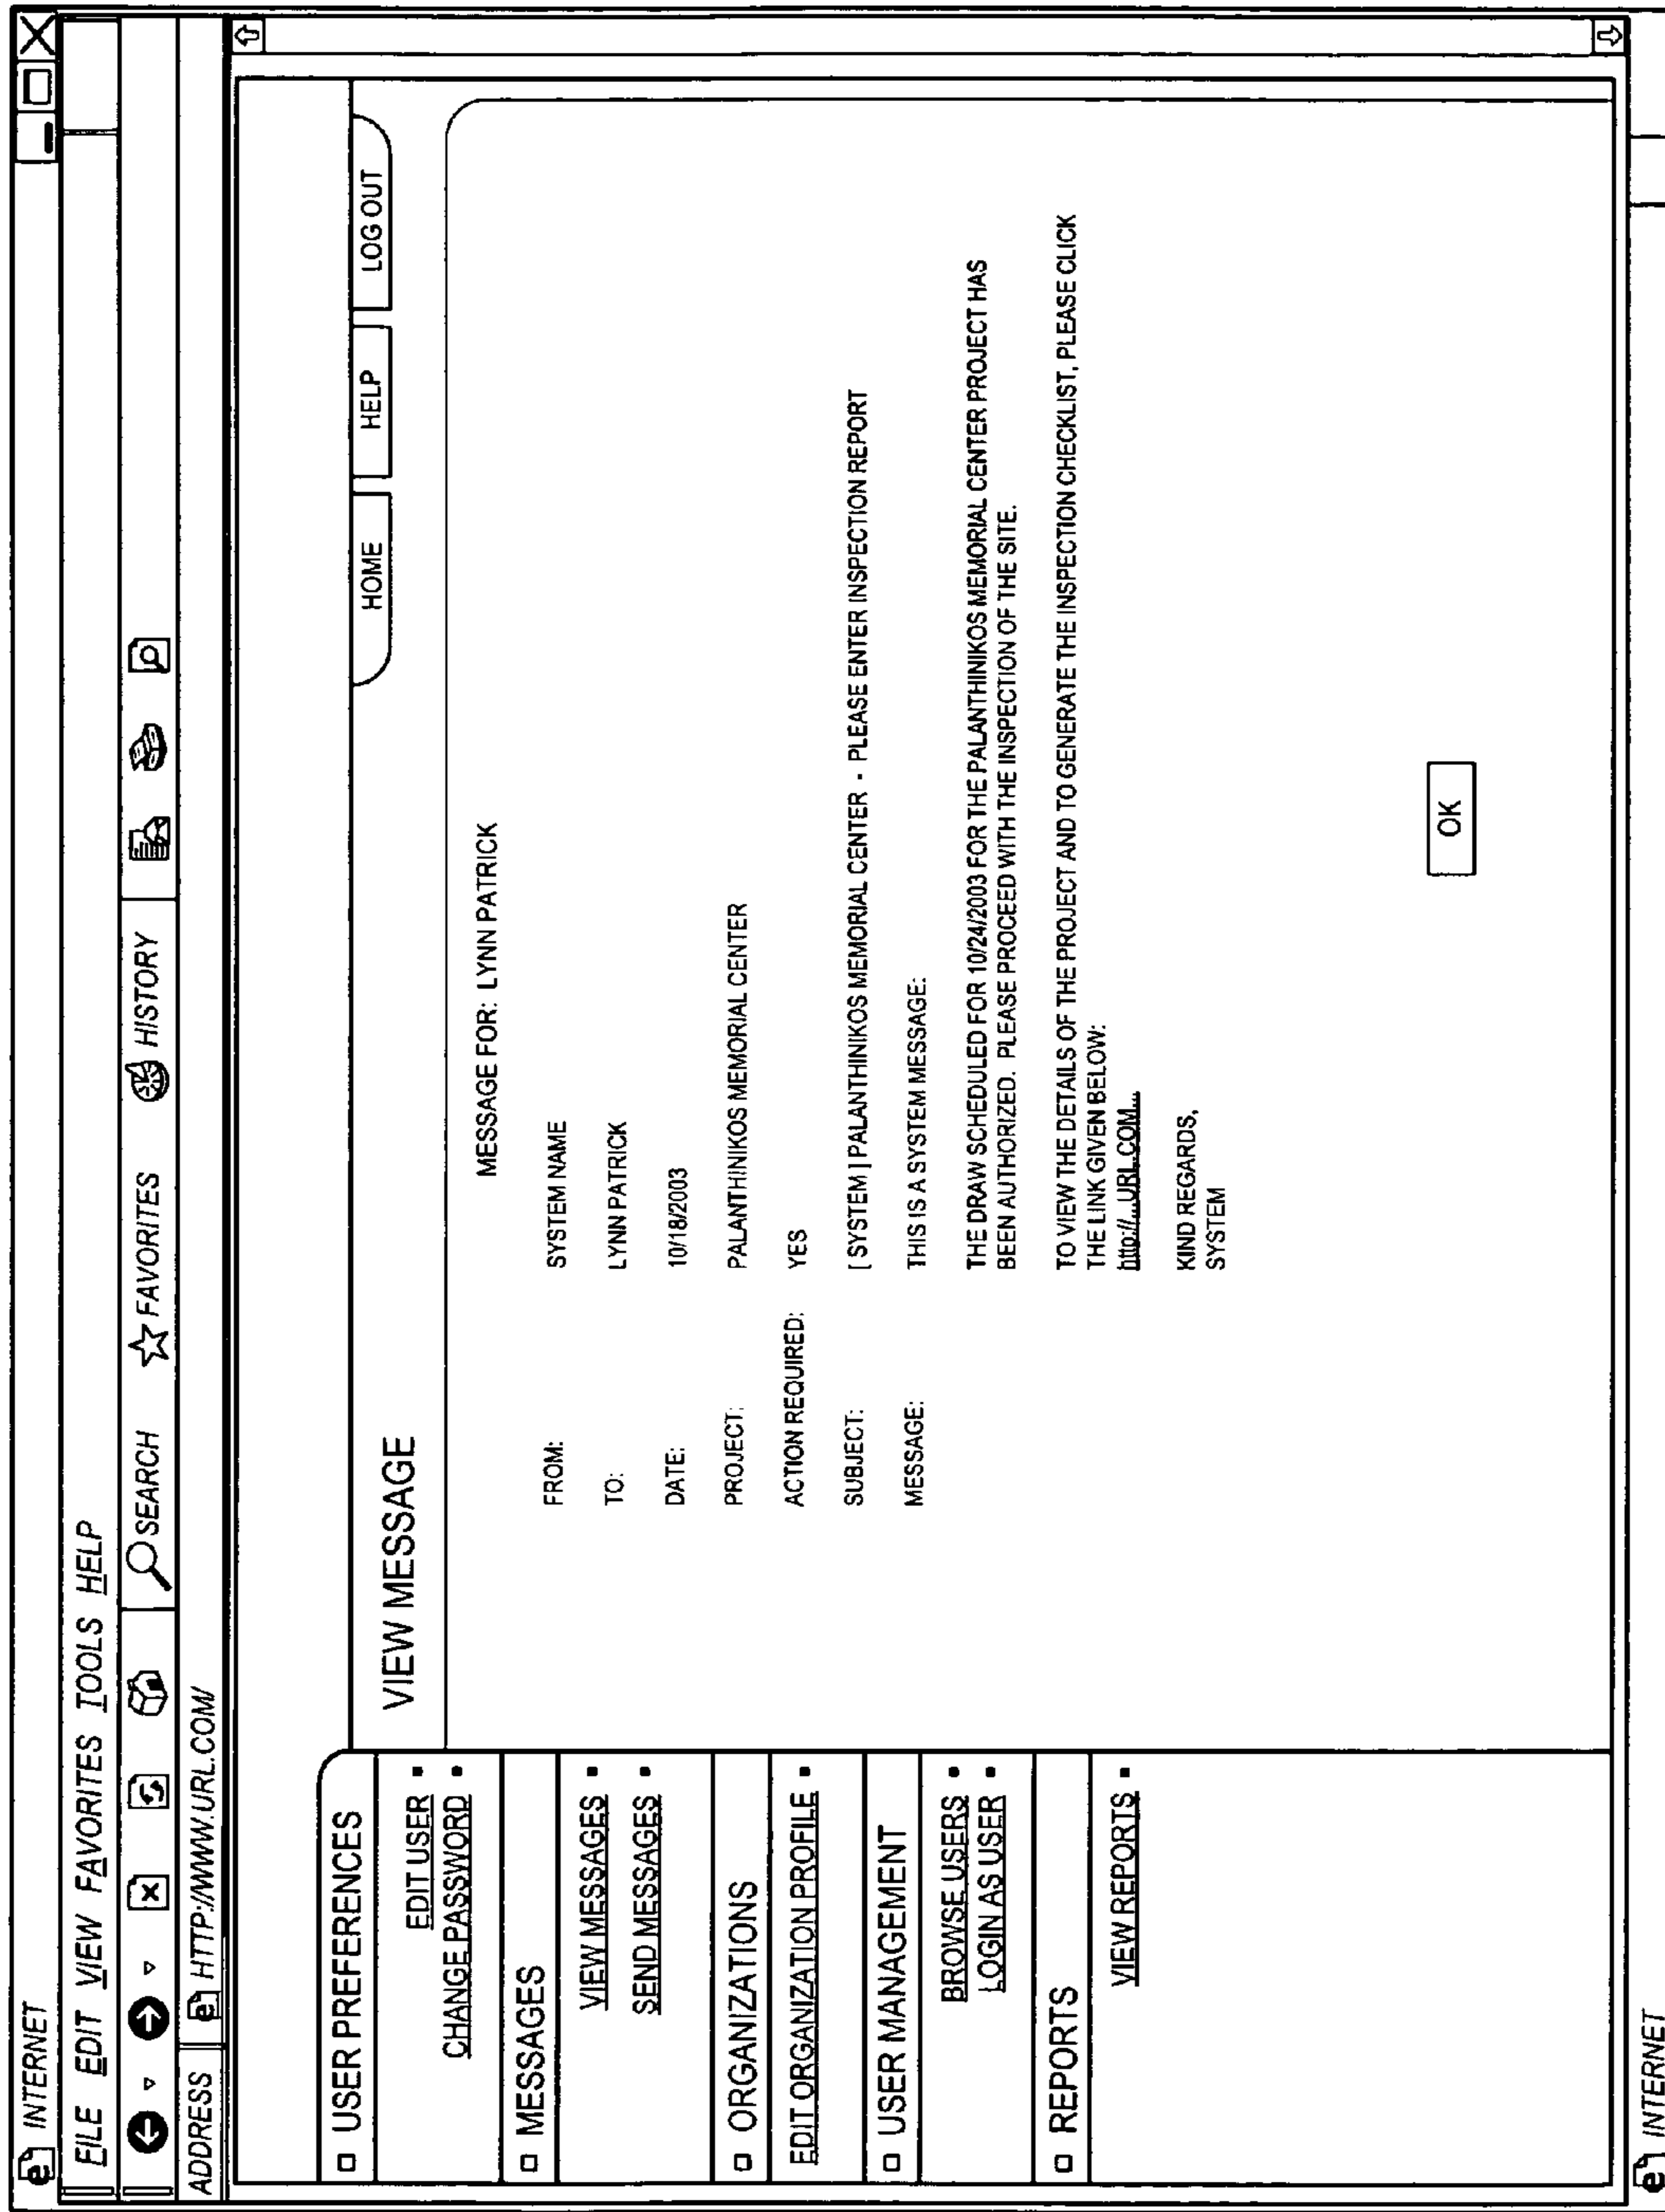 INTERNET
FILE EDIT VIEW FAVORITES TOOLS HELP
SEARCH FAVORITES HISTORY
ADDRESS HTTP://WWW.URL.COM/
HOME HELP LOG OUT
USER PREFERENCES
EDIT USER
CHANGE PASSWORD
MESSAGES
VIEW MESSAGES
SEND MESSAGES
ORGANIZATIONS
EDIT ORGANIZATION PROFILE
USER MANAGEMENT
BROWSE USERS
LOGIN AS USER
REPORTS
VIEW REPORTS
VIEW MESSAGE
MESSAGE FOR: LYNN PATRICK
FROM: SYSTEM NAME
TO: LYNN PATRICK
DATE: 10/18/2003
PROJECT: PALANTHINIKOS MEMORIAL CENTER
ACTION REQUIRED: YES
SUBJECT: [ SYSTEM ] PALANTHINIKOS MEMORIAL CENTER - PLEASE ENTER INSPECTION REPORT
MESSAGE: THIS IS A SYSTEM MESSAGE:
THE DRAW SCHEDULED FOR 10/24/2003 FOR THE PALANTHINIKOS MEMORIAL CENTER PROJECT HAS
BEEN AUTHORIZED. PLEASE PROCEED WITH THE INSPECTION OF THE SITE.
TO VIEW THE DETAILS OF THE PROJECT AND TO GENERATE THE INSPECTION CHECKLIST, PLEASE CLICK
THE LINK GIVEN BELOW:
http://...URL.COM...
KIND REGARDS,
SYSTEM
OK
INTERNET